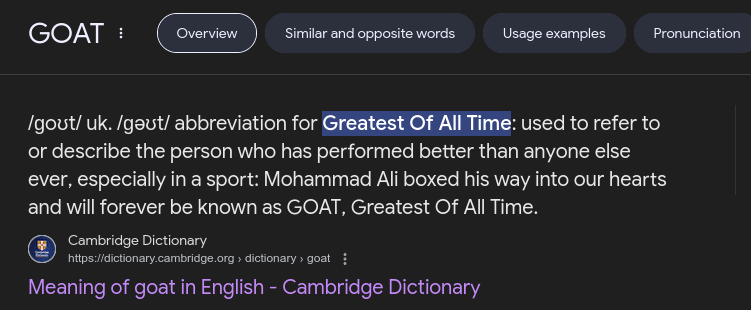 GOAT
Overview
Similar and opposite words
Usage examples
Pronunciation
/ɡoʊt/ uk. /ɡəʊt/ abbreviation for Greatest Of All Time: used to refer to
or describe the person who has performed better than anyone else
ever, especially in a sport: Mohammad Ali boxed his way into our hearts
and will forever be known as GOAT, Greatest Of All Time.
Cambridge Dictionary
https://dictionary.cambridge.org › dictionary › goat
Meaning of goat in English - Cambridge Dictionary